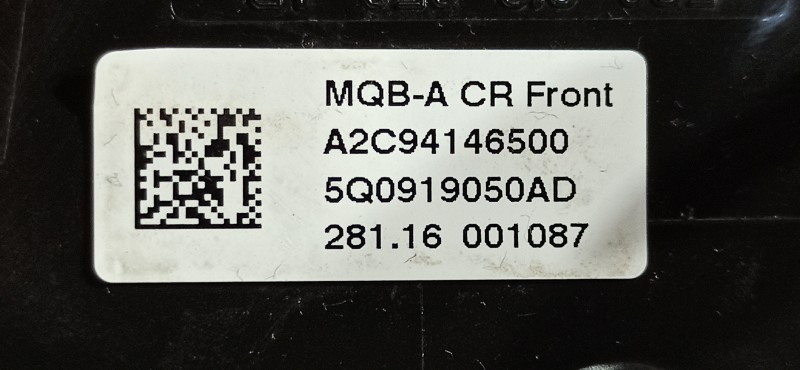 MQB-A CR Front
A2C94146500
5Q0919050AD
281.16 001087